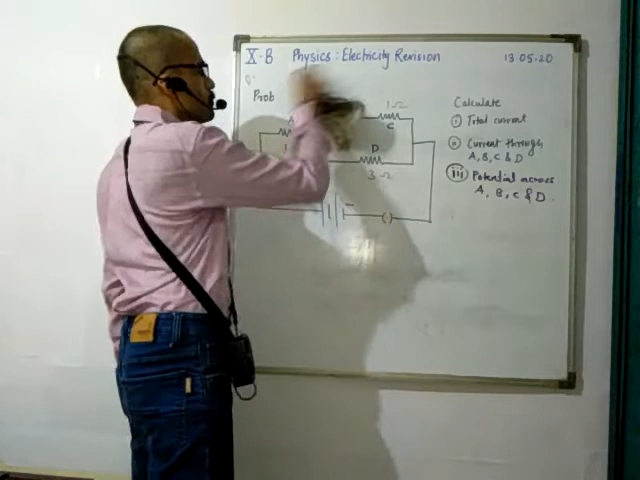 X-B Physics: Electricity Revision 13.05.20
Prob
1Ω
C
D
3Ω
Calculate
(i) Total current
(ii) Current through
A, B, C & D
(iii) Potential across
A, B, C & D.